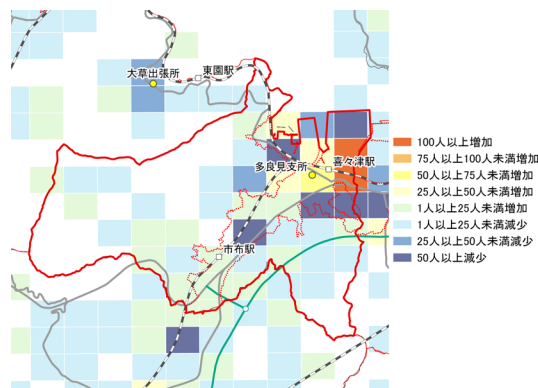 大草出張所
東園駅
多良見支所
喜々津駅
市布駅
100人以上増加
75人以上100人未満増加
50人以上75人未満増加
25人以上50人未満増加
1人以上25人未満増加
1人以上25人未満減少
25人以上50人未満減少
50人以上減少